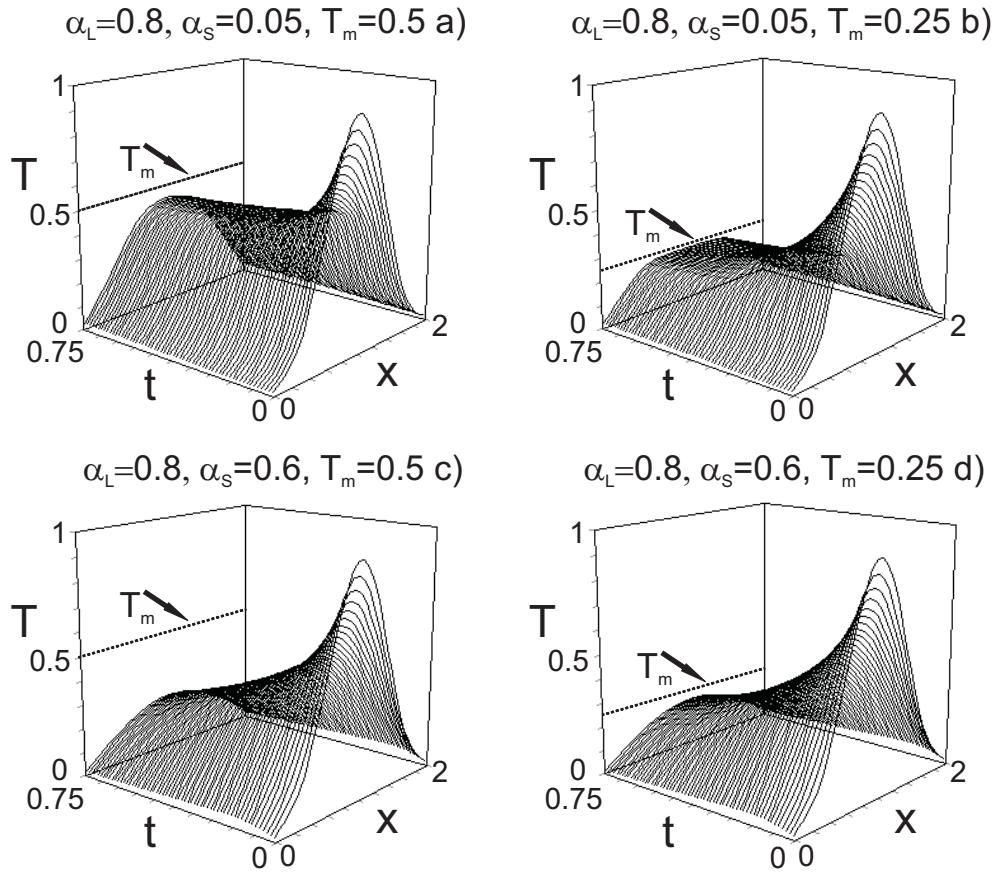 α_L=0.8, α_S=0.05, T_m=0.5 a)
1
T
0.5
0
0.75
t
0
0
x
2
T_m
α_L=0.8, α_S=0.05, T_m=0.25 b)
1
T
0.5
0
0.75
t
0
0
x
2
T_m
α_L=0.8, α_S=0.6, T_m=0.5 c)
1
T
0.5
0
0.75
t
0
0
x
2
T_m
α_L=0.8, α_S=0.6, T_m=0.25 d)
1
T
0.5
0
0.75
t
0
0
x
2
T_m